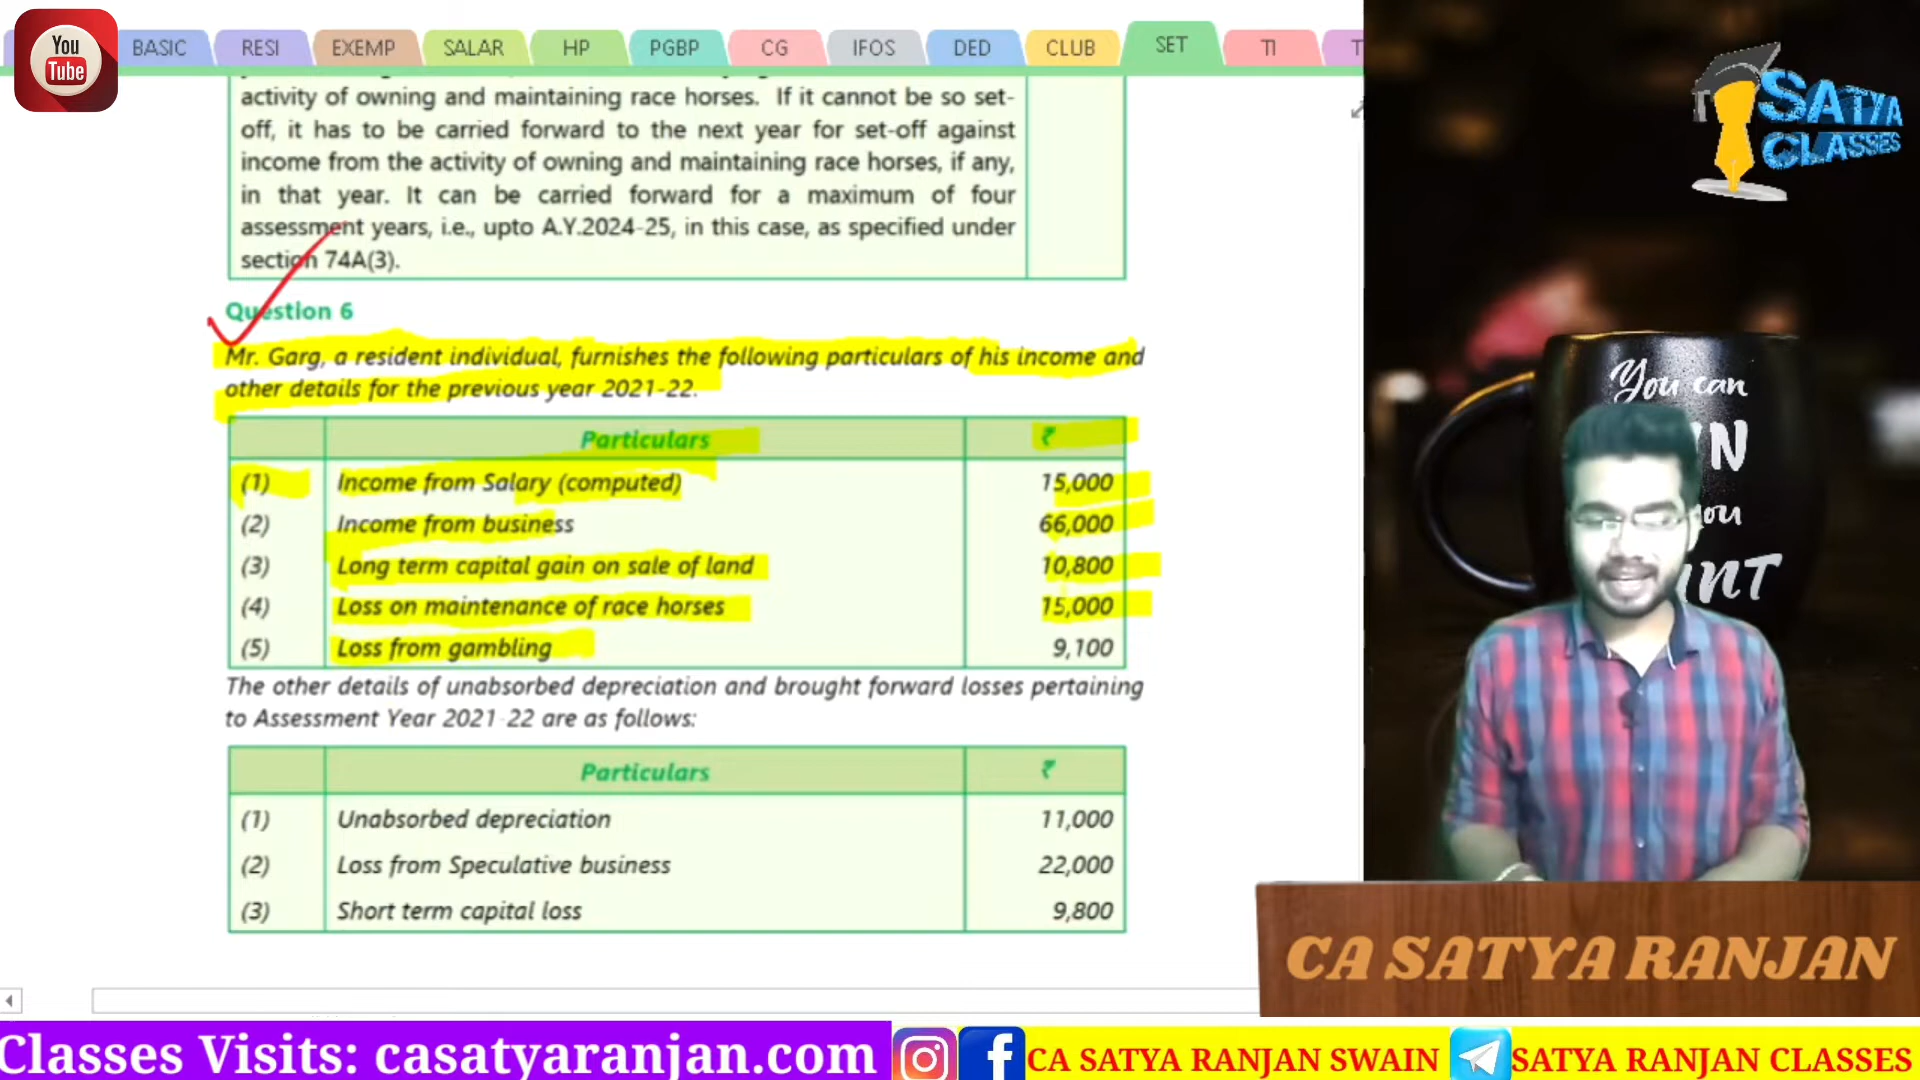 You
Tube
BASIC
RESI
EXEMP
SALAR
HP
PGBP
CG
IFOS
DED
CLUB
SET
TI
T
activity of owning and maintaining race horses. If it cannot be so set-
off, it has to be carried forward to the next year for set-off against
income from the activity of owning and maintaining race horses, if any,
in that year. It can be carried forward for a maximum of four
assessment years, i.e., upto A.Y.2024-25, in this case, as specified under
section 74A(3).
Question 6
Mr. Garg, a resident individual, furnishes the following particulars of his income and
other details for the previous year 2021-22.
Particulars ₹
(1) Income from Salary (computed) 15,000
(2) Income from business 66,000
(3) Long term capital gain on sale of land 10,800
(4) Loss on maintenance of race horses 15,000
(5) Loss from gambling 9,100
The other details of unabsorbed depreciation and brought forward losses pertaining
to Assessment Year 2021-22 are as follows:
Particulars ₹
(1) Unabsorbed depreciation 11,000
(2) Loss from Speculative business 22,000
(3) Short term capital loss 9,800
SATYA
CLASSES
You can
CA SATYA RANJAN
Classes Visits: casatyaranjan.com
CA SATYA RANJAN SWAIN
SATYA RANJAN CLASSES